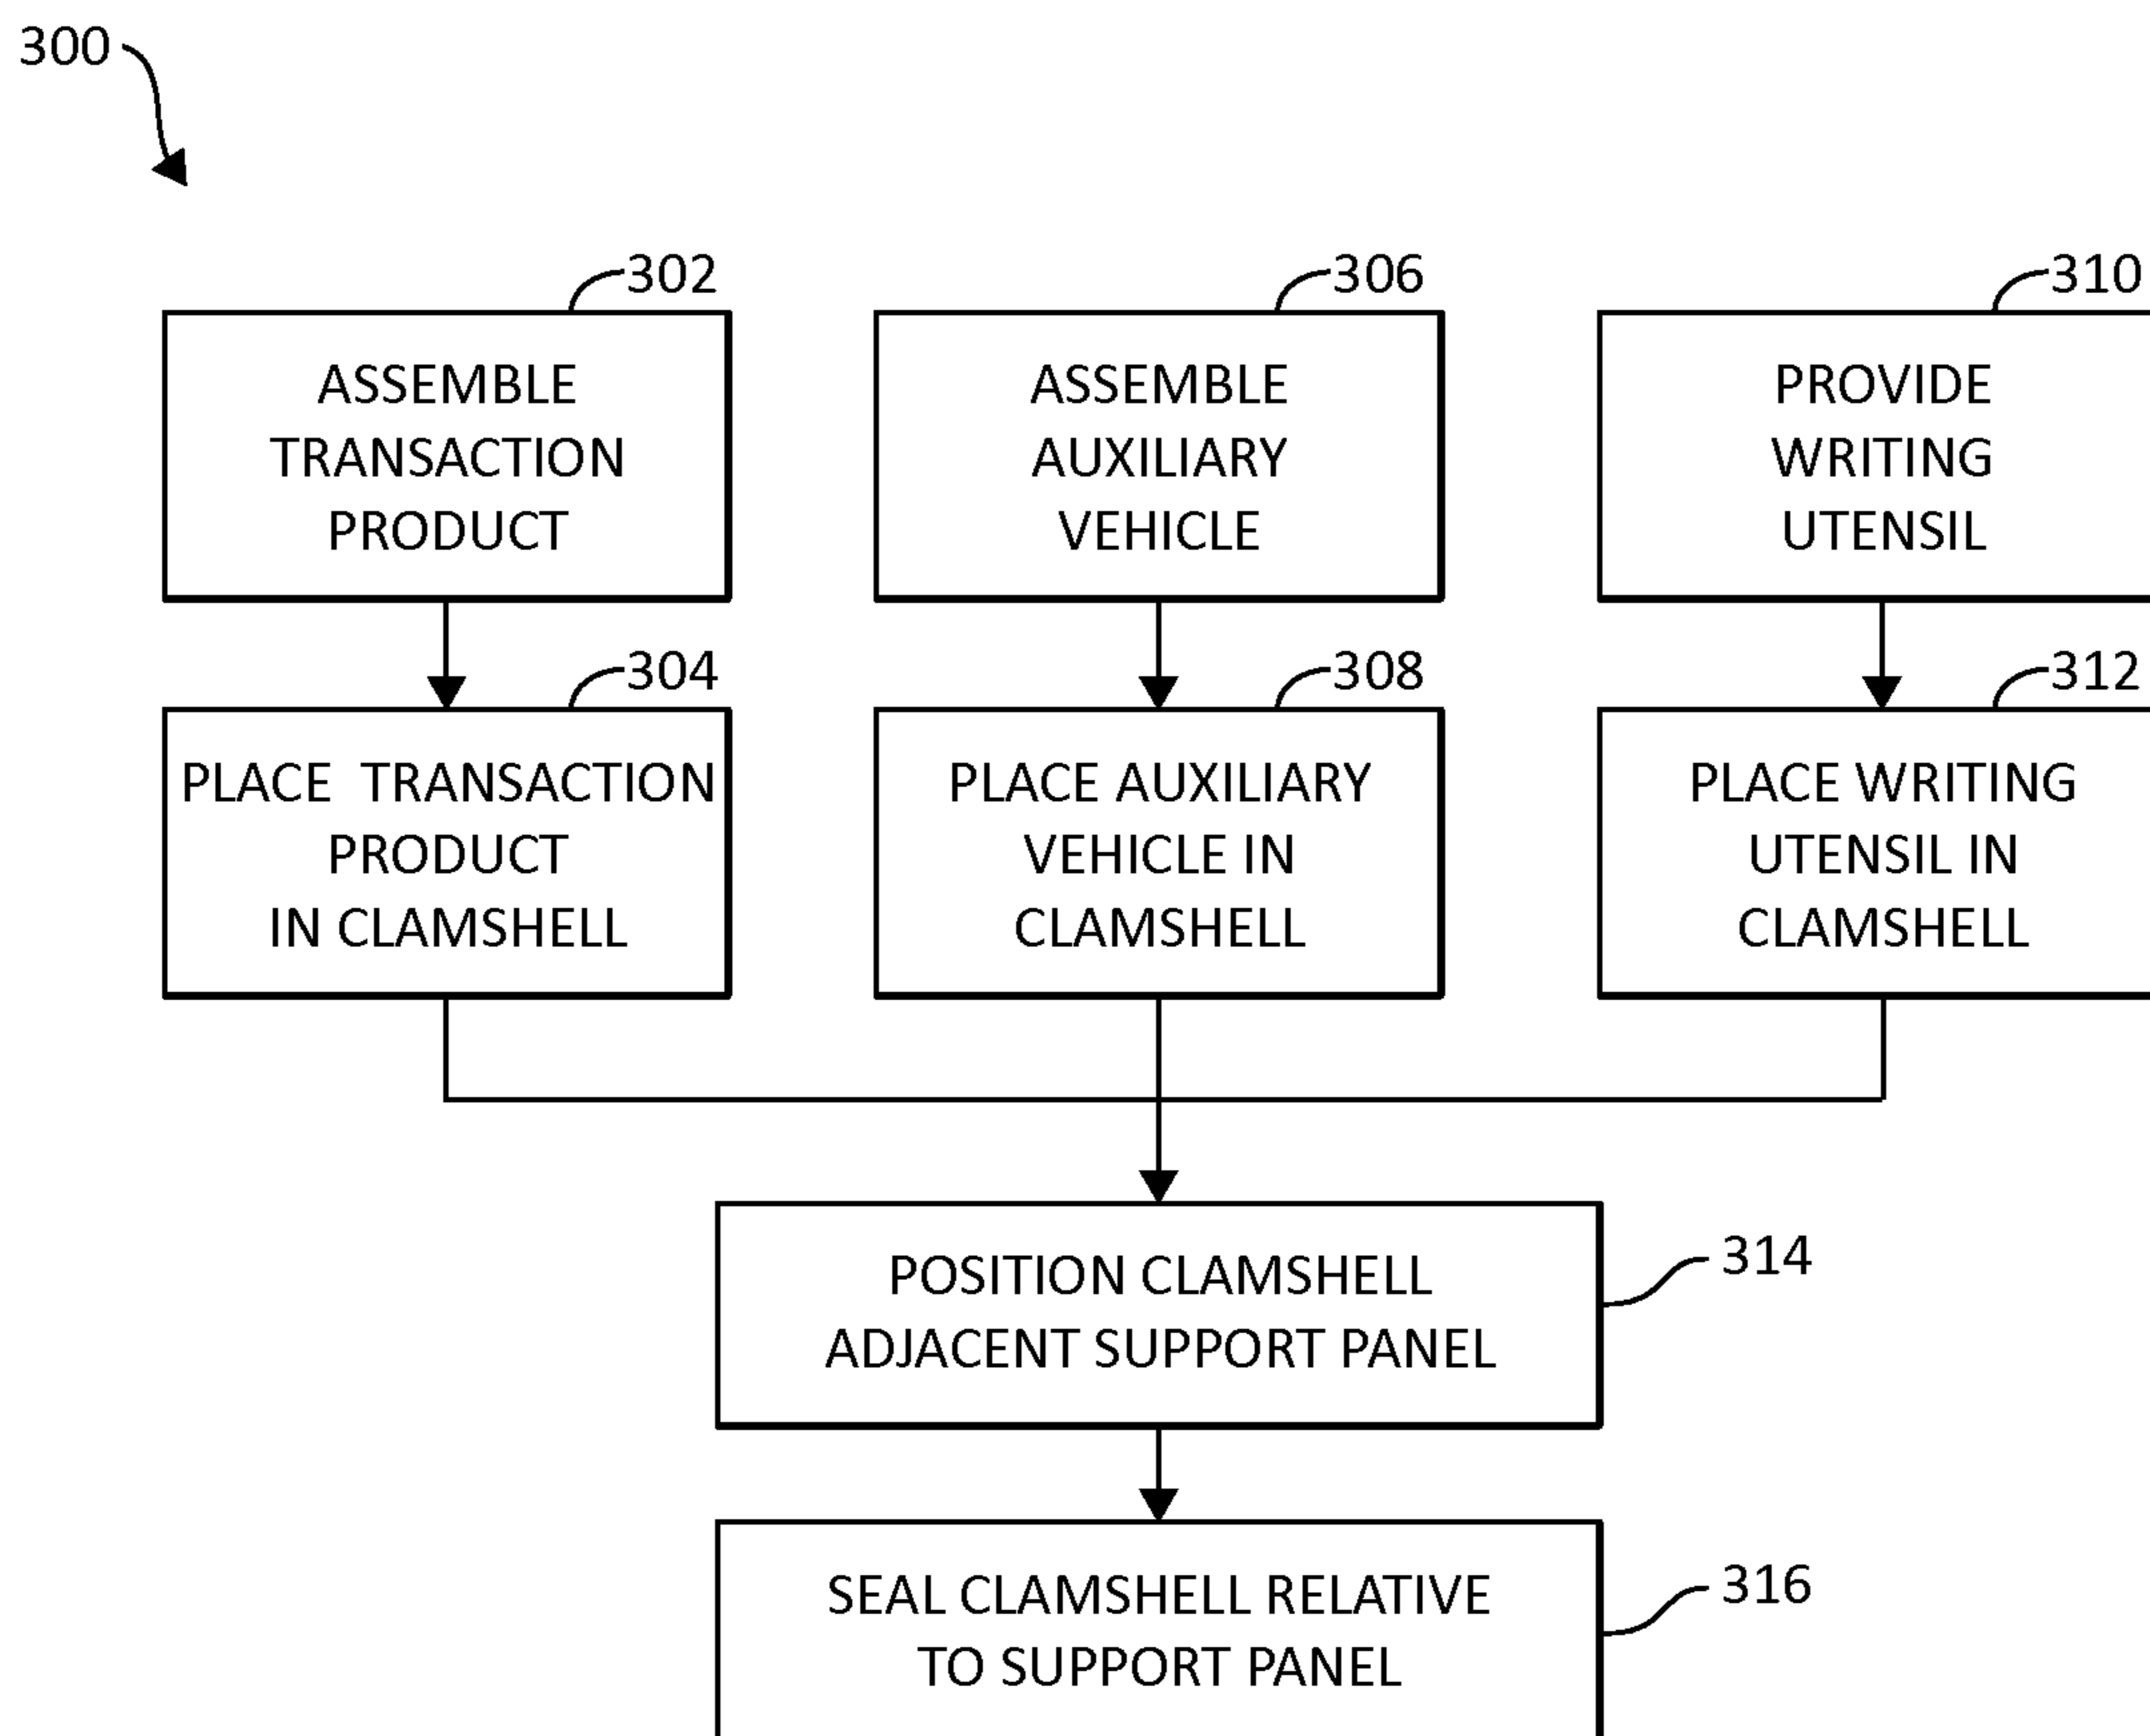 300
302
ASSEMBLE
TRANSACTION
PRODUCT
306
ASSEMBLE
AUXILIARY
VEHICLE
310
PROVIDE
WRITING
UTENSIL
304
PLACE  TRANSACTION
PRODUCT
IN CLAMSHELL
308
PLACE AUXILIARY
VEHICLE IN
CLAMSHELL
312
PLACE WRITING
UTENSIL IN
CLAMSHELL
314
POSITION CLAMSHELL
ADJACENT SUPPORT PANEL
316
SEAL CLAMSHELL RELATIVE
TO SUPPORT PANEL